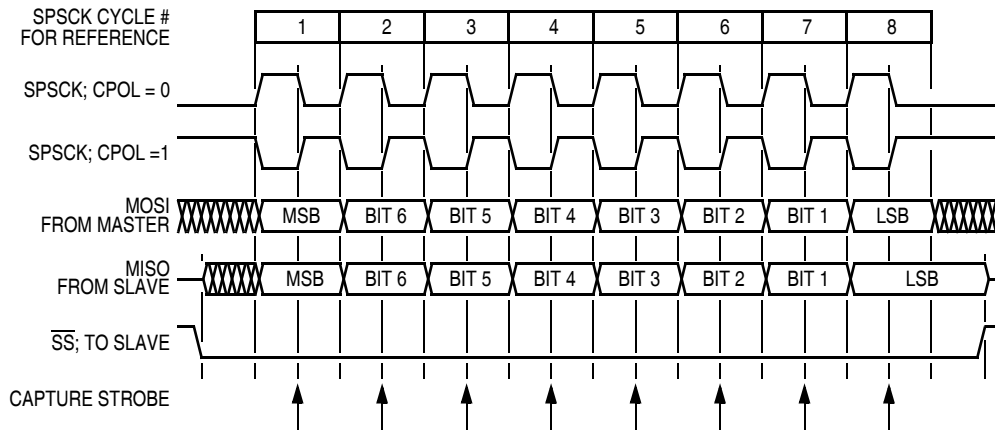 SPSCK CYCLE #
FOR REFERENCE
1 2 3 4 5 6 7 8
SPSCK; CPOL = 0
SPSCK; CPOL =1
MOSI
FROM MASTER
MSB BIT 6 BIT 5 BIT 4 BIT 3 BIT 2 BIT 1 LSB
MISO
FROM SLAVE
MSB BIT 6 BIT 5 BIT 4 BIT 3 BIT 2 BIT 1 LSB
SS; TO SLAVE
CAPTURE STROBE